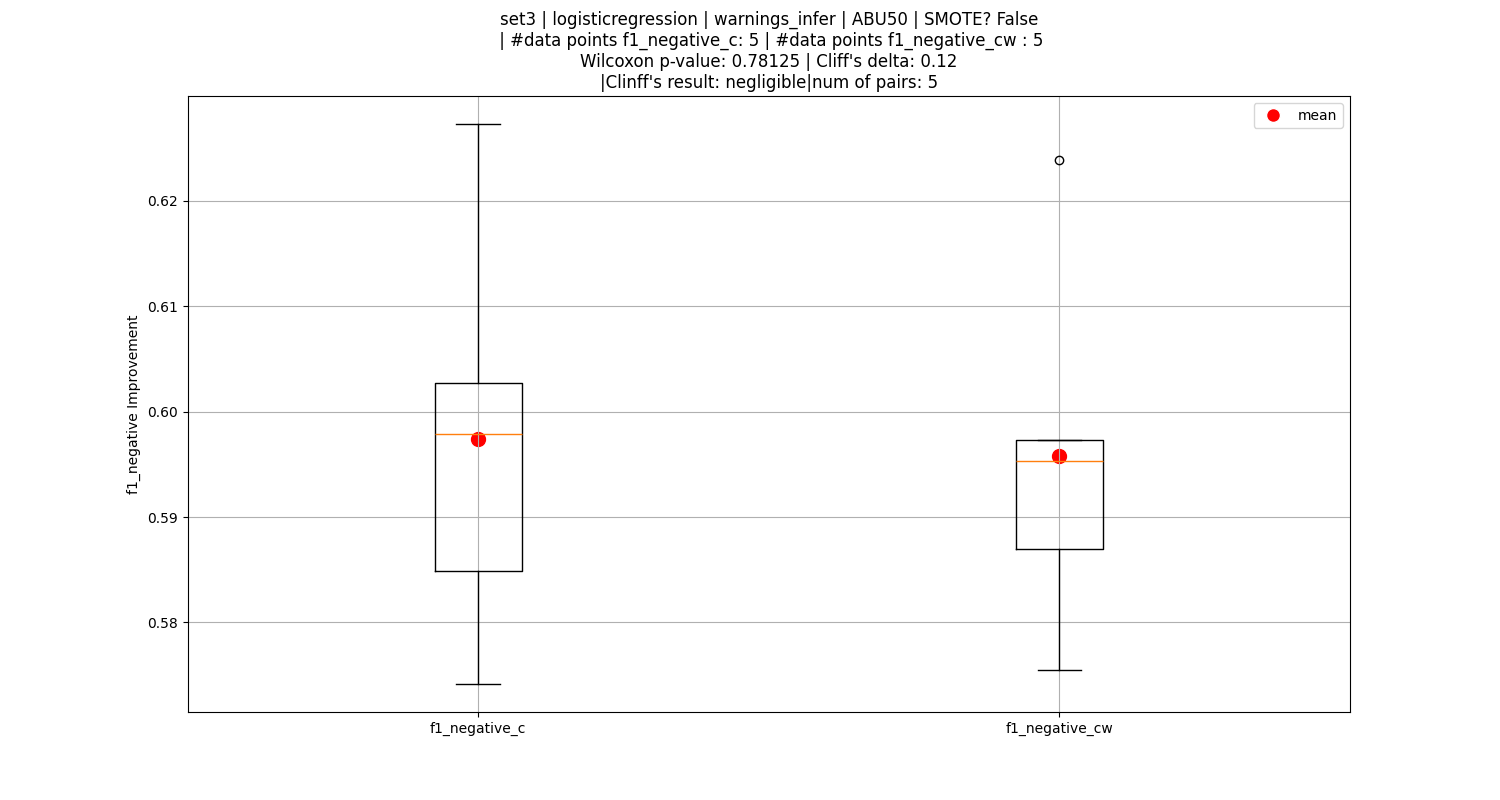 set3 | logisticregression | warnings_infer | ABU50 | SMOTE? False
| #data points f1_negative_c: 5 | #data points f1_negative_cw : 5
Wilcoxon p-value: 0.78125 | Cliff's delta: 0.12
|Clinff's result: negligible|num of pairs: 5
mean
0.62
0.61
0.60
0.59
0.58
f1_negative Improvement
f1_negative_c
f1_negative_cw